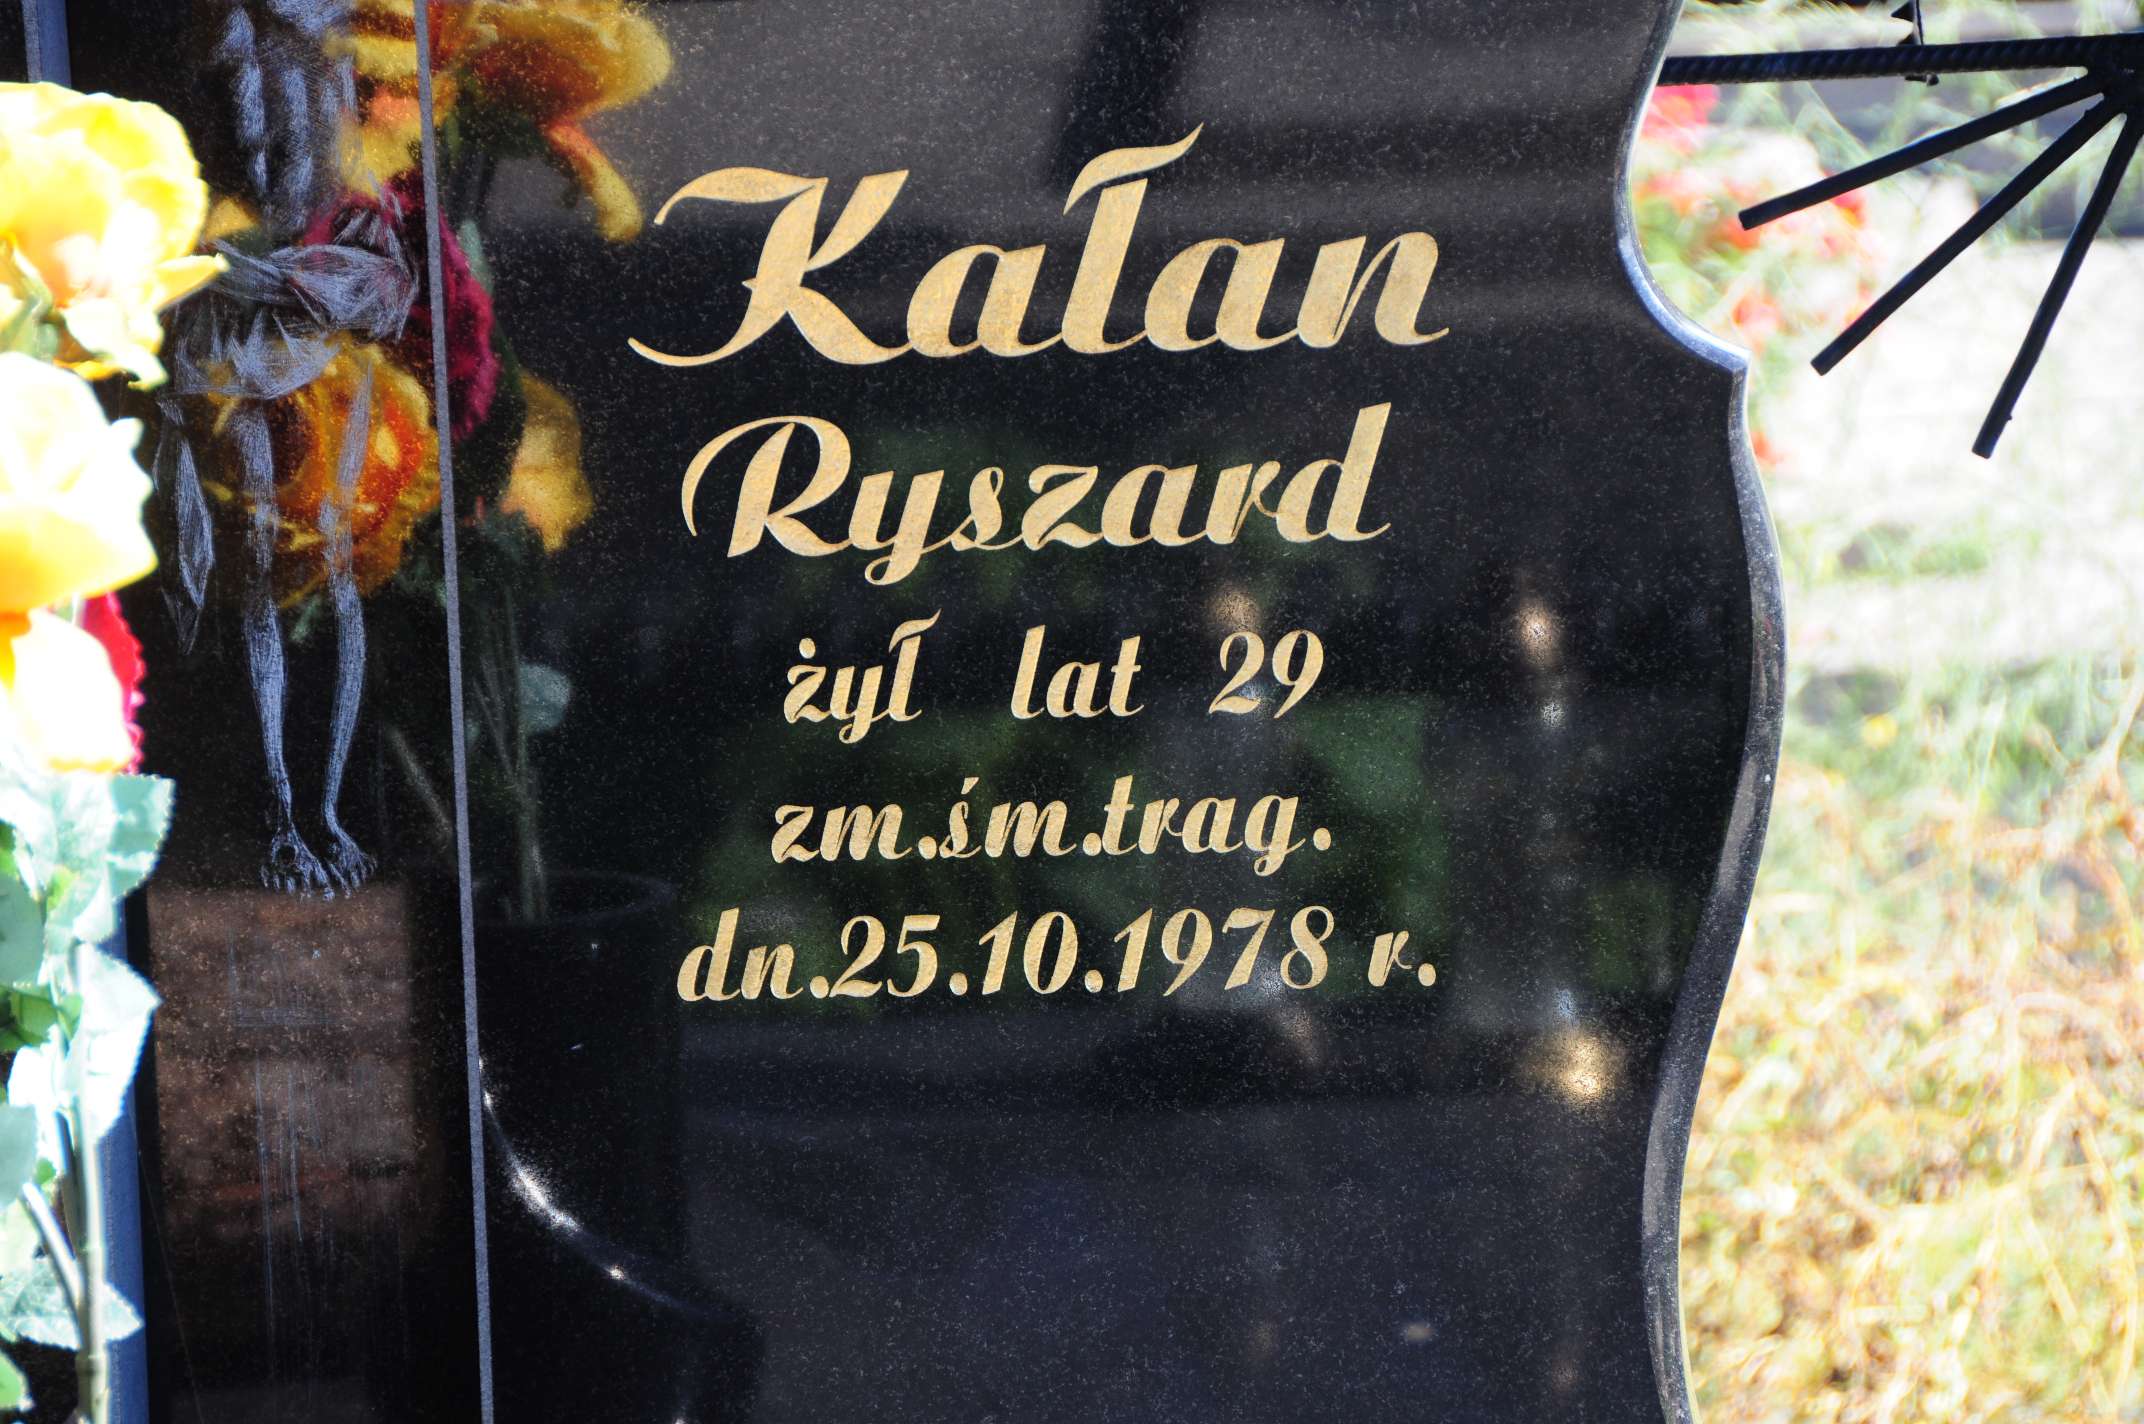 Kałan
Ryszard
żył lat 29
zm.śm.trag.
dn.25.10.1978 r.